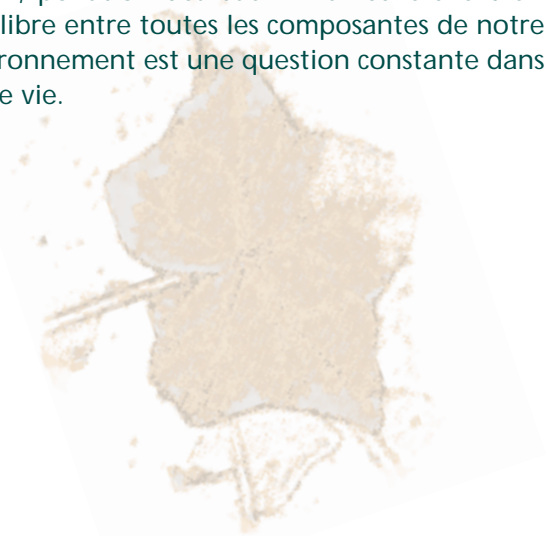 libre entre toutes les composantes de notre
ronnement est une question constante dans
e vie.